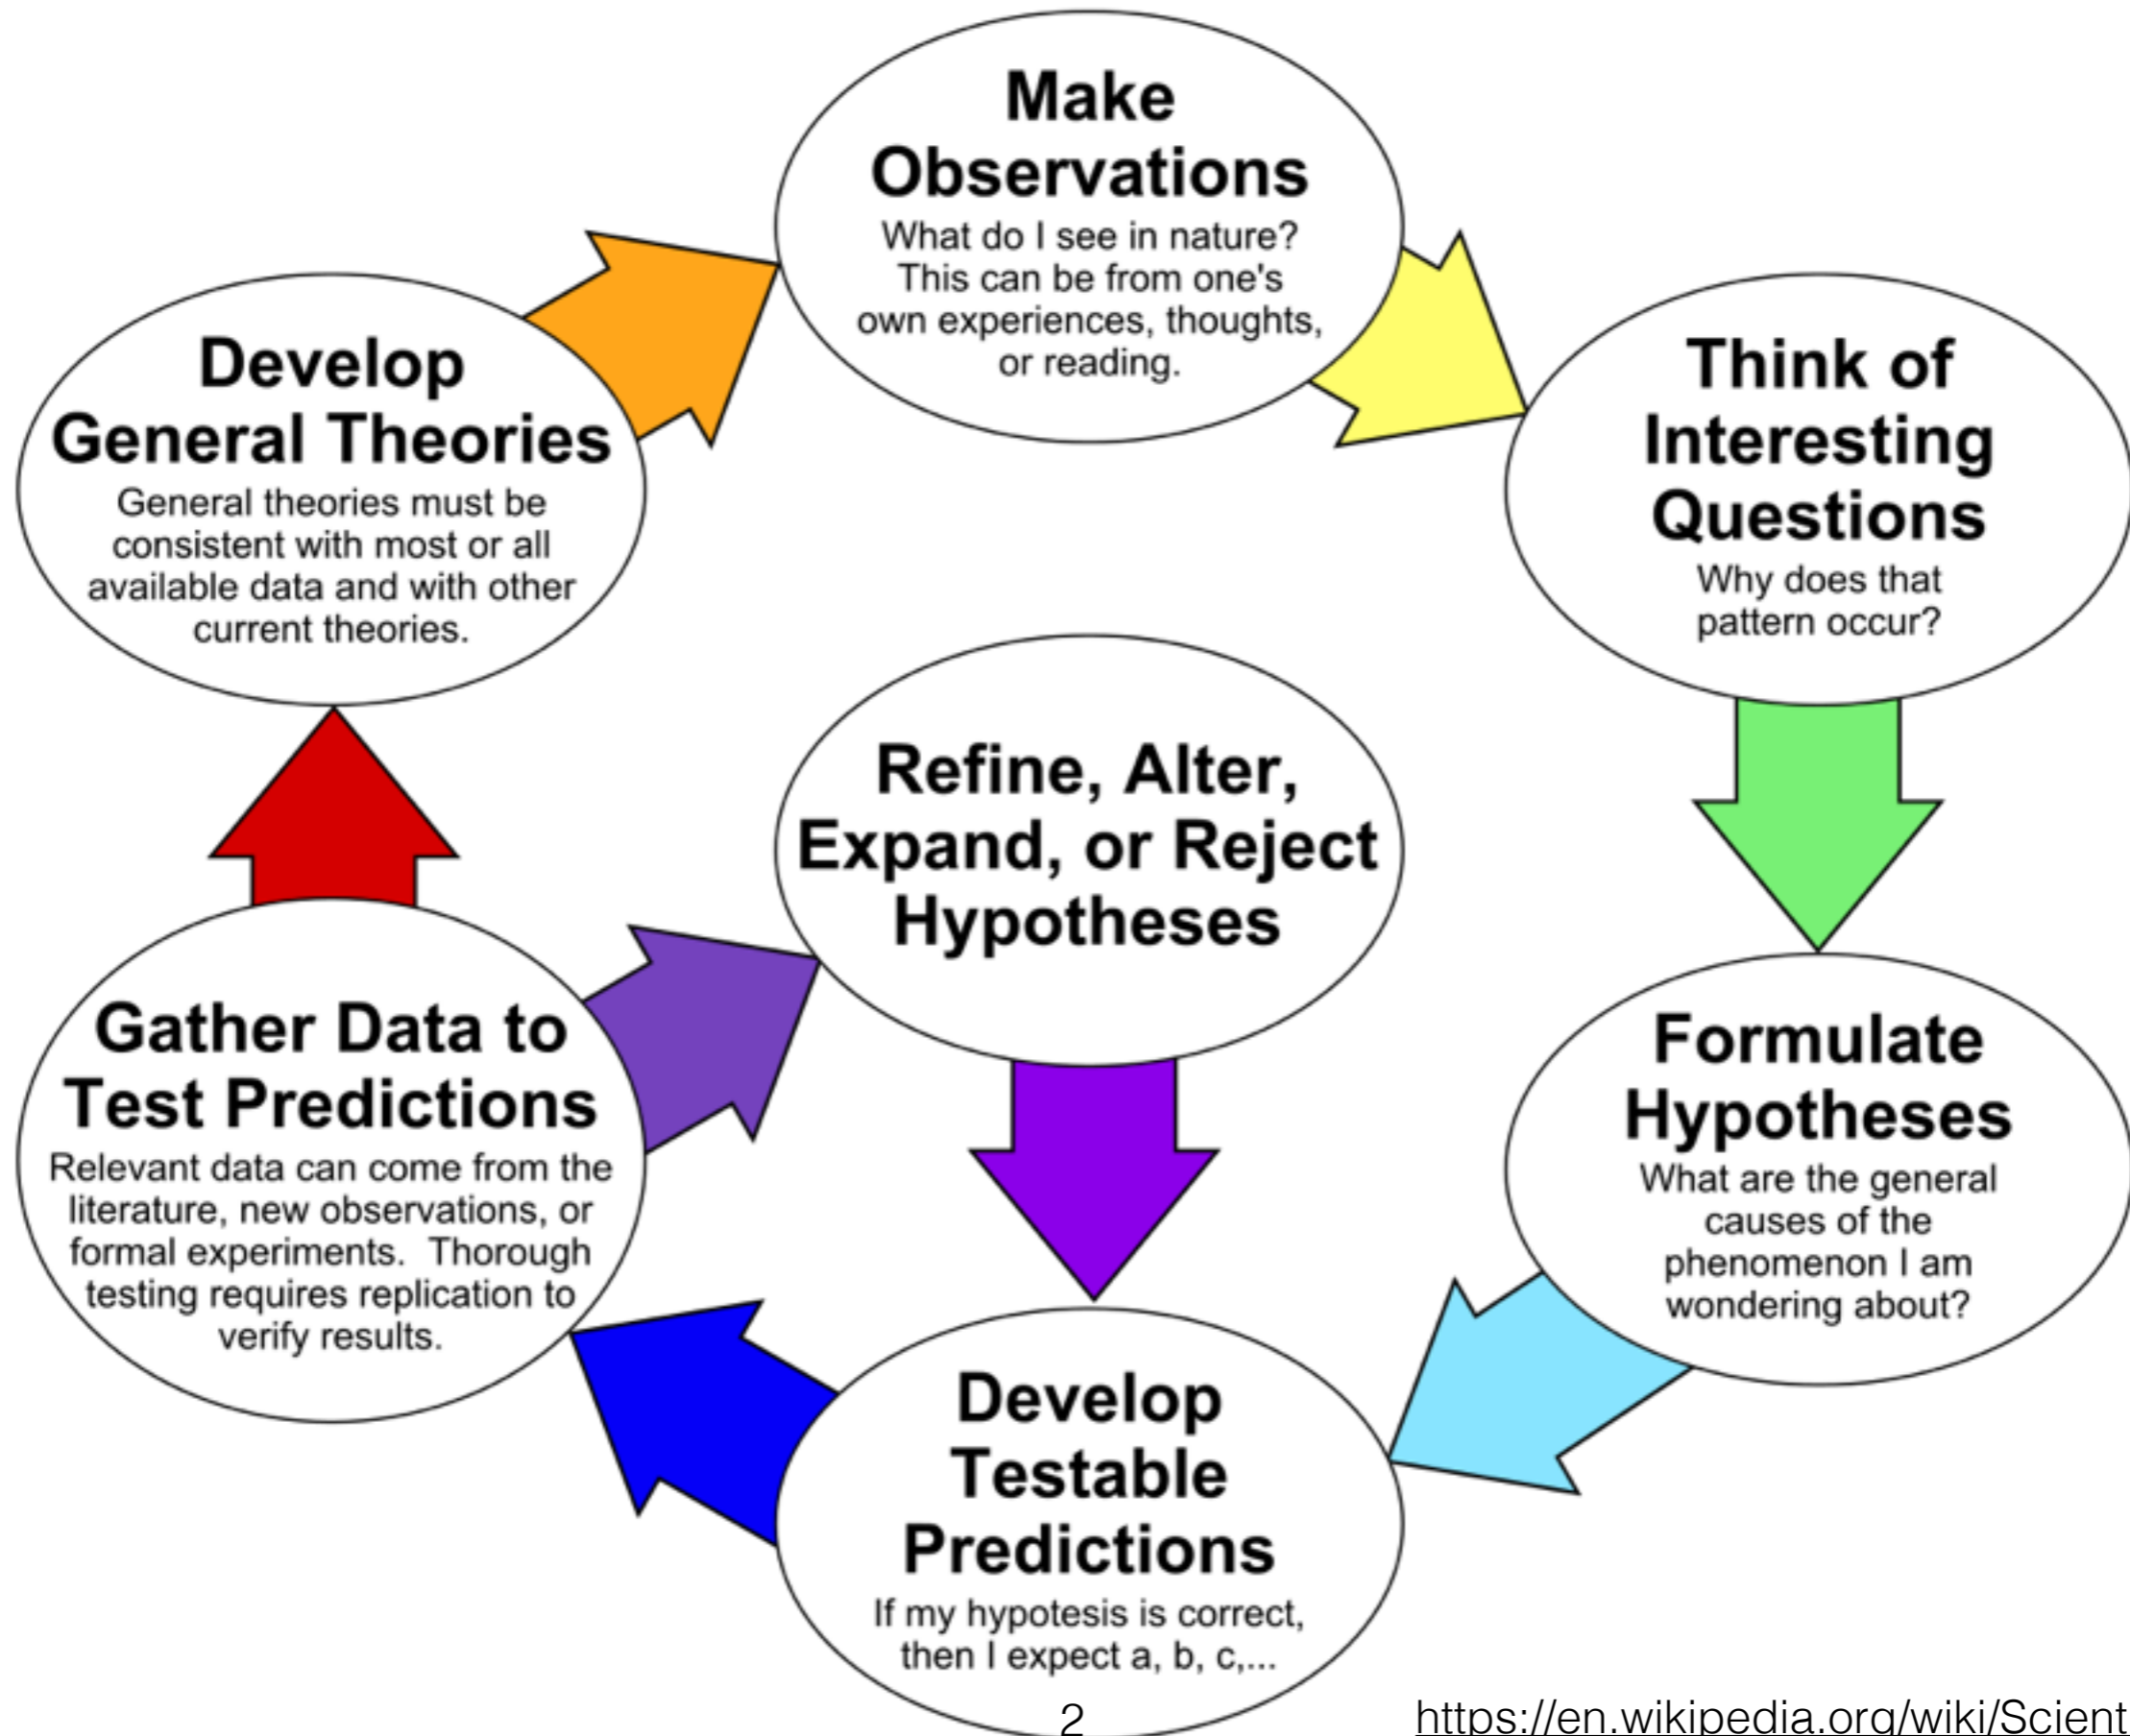 Make
Observations
What do I see in nature?
This can be from one's
own experiences, thoughts,
or reading.
Think of
Interesting
Questions
Why does that
pattern occur?
Formulate
Hypotheses
What are the general
causes of the
phenomenon I am
wondering about?
Develop
Testable
Predictions
If my hypotesis is correct,
then I expect a, b, c,...
Gather Data to
Test Predictions
Relevant data can come from the
literature, new observations, or
formal experiments.  Thorough
testing requires replication to
verify results.
Refine, Alter,
Expand, or Reject
Hypotheses
Develop
General Theories
General theories must be
consistent with most or all
available data and with other
current theories.
2
https://en.wikipedia.org/wiki/Scient